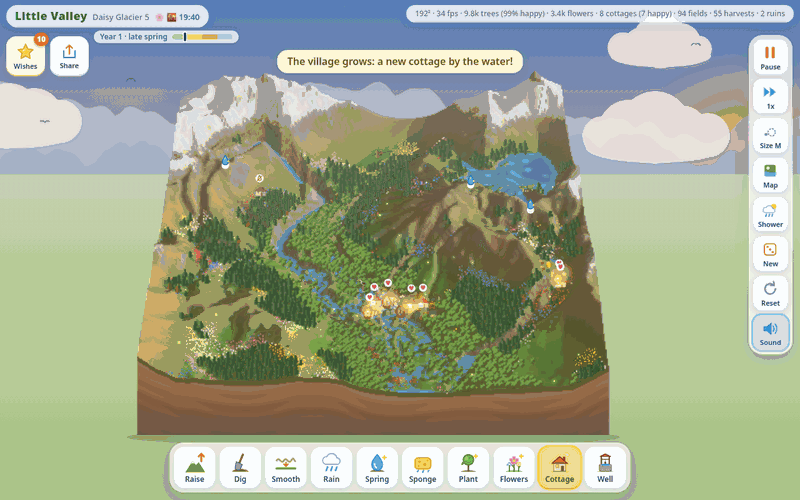 Little Valley Daisy Glacier 5 19:40
192² · 34 fps · 9.8k trees (99% happy) · 3.4k flowers · 8 cottages (7 happy) · 94 fields · 55 harvests · 2 ruins
Year 1 · late spring
10
Wishes
Share
The village grows: a new cottage by the water!
Pause
1x
Size M
Map
Shower
New
Reset
Sound
Raise
Dig
Smooth
Rain
Spring
Sponge
Plant
Flowers
Cottage
Well